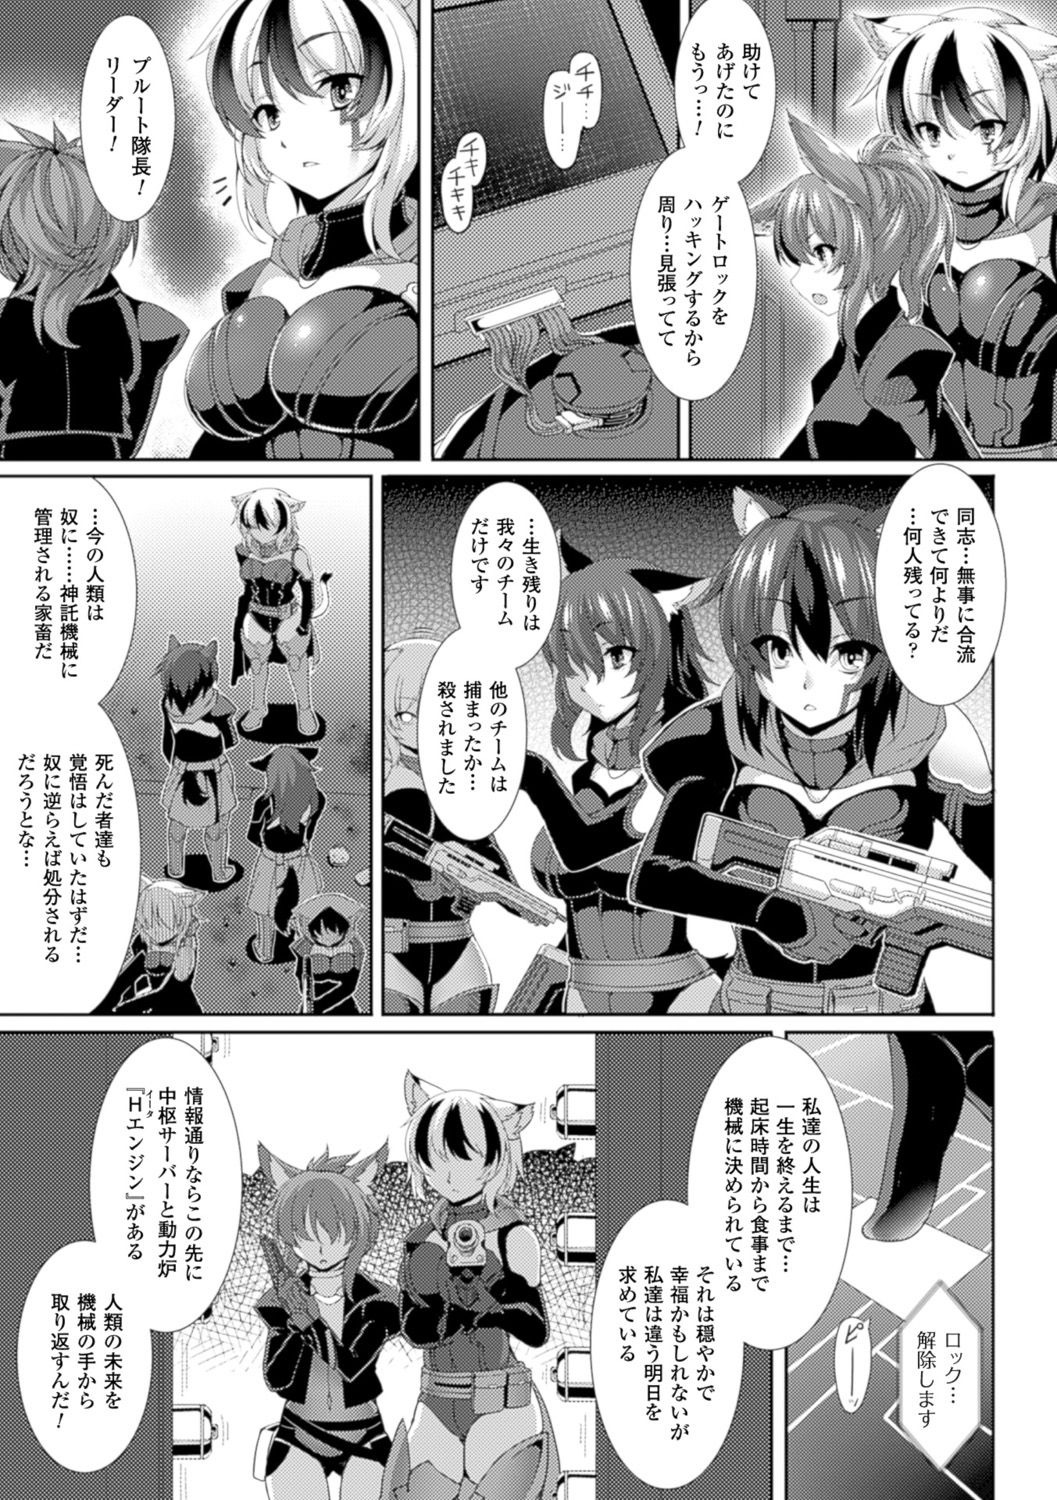 助けて
あげたのに
もうっ…！
ゲートロックを
ハッキングするから
周り…見張ってて
チチ…
ジー――
チキ
チキキ
プルート隊長！
リーダー！
同志…無事に合流
できて何よりだ
…何人残ってる？
…生き残りは
我々のチーム
だけです
他のチームは
捕まったか…
殺されました
…今の人類は
奴に……神託機械に
管理される家畜だ
死んだ者達も
覚悟はしていたはずだ…
奴に逆らえば処分される
だろうとな…
ロック…
解除します
ピ――
私達の人生は
一生を終えるまで…
起床時間から食事まで
機械に決められている
それは穏やかで
幸福かもしれないが
私達は違う明日を
求めている
情報通りならこの先に
中枢サーバーと動力炉
イータ
『Hエンジン』がある
人類の未来を
機械の手から
取り返すんだ！